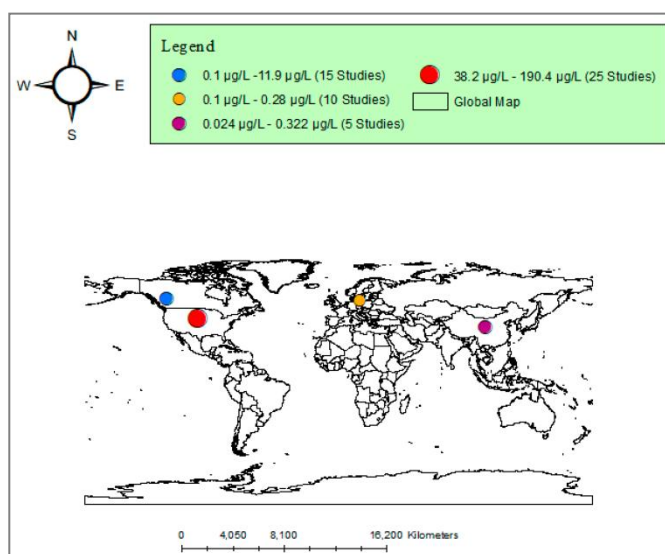 N
W E
S
Legend
0.1 µg/L -11.9 µg/L (15 Studies)
0.1 µg/L - 0.28 µg/L (10 Studies)
0.024 µg/L - 0.322 µg/L (5 Studies)
38.2 µg/L - 190.4 µg/L (25 Studies)
Global Map
0 4,050 8,100 16,200 Kilometers